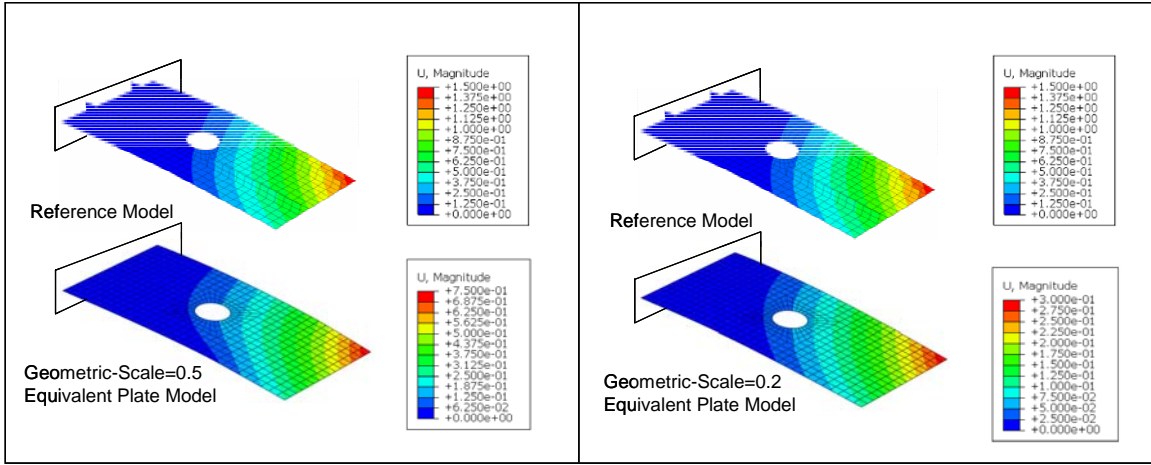 U, Magnitude
+1.500e+00
+1.375e+00
+1.250e+00
+1.125e+00
+1.000e+00
+8.750e-01
+7.500e-01
+6.250e-01
+5.000e-01
+3.750e-01
+2.500e-01
+1.250e-01
+0.000e+00
Reference Model
U, Magnitude
+7.500e-01
+6.875e-01
+6.250e-01
+5.625e-01
+5.000e-01
+4.375e-01
+3.750e-01
+3.125e-01
+2.500e-01
+1.875e-01
+1.250e-01
+6.250e-02
+0.000e+00
Geometric-Scale=0.5
Equivalent Plate Model
U, Magnitude
+1.500e+00
+1.375e+00
+1.250e+00
+1.125e+00
+1.000e+00
+8.750e-01
+7.500e-01
+6.250e-01
+5.000e-01
+3.750e-01
+2.500e-01
+1.250e-01
+0.000e+00
Reference Model
U, Magnitude
+3.000e-01
+2.750e-01
+2.500e-01
+2.250e-01
+2.000e-01
+1.750e-01
+1.500e-01
+1.250e-01
+1.000e-01
+7.500e-02
+5.000e-02
+2.500e-02
+0.000e+00
Geometric-Scale=0.2
Equivalent Plate Model